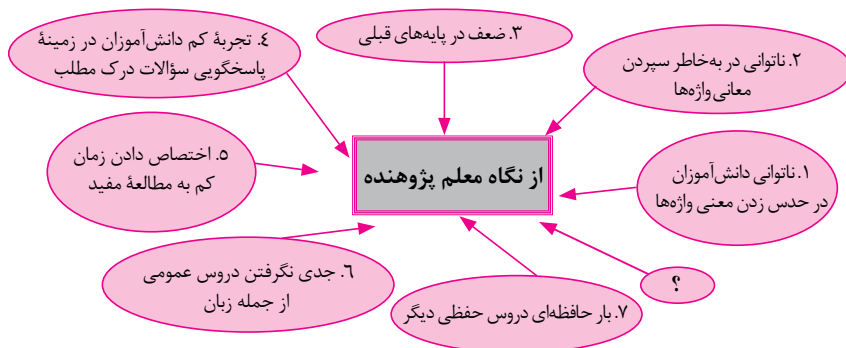 از نگاه معلم پژوهنده
۱. ناتوانی دانش‌آموزان
در حدس زدن معنی واژه‌ها
۲. ناتوانی در به‌خاطر سپردن
معانی واژه‌ها
۳. ضعف در پایه‌های قبلی
٤. تجربهٔ کم دانش‌آموزان در زمینهٔ
پاسخگویی سؤالات درک مطلب
٥. اختصاص دادن زمان
کم به مطالعهٔ مفید
٦. جدی نگرفتن دروس عمومی
از جمله زبان
۷. بار حافظه‌ای دروس حفظی دیگر
؟